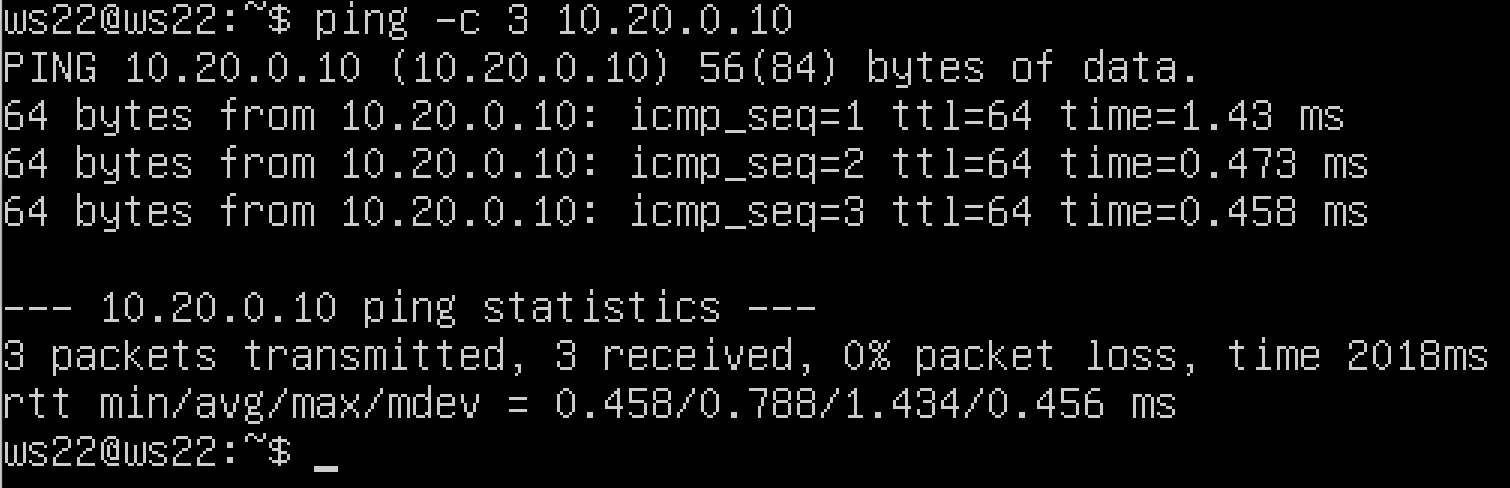 ws22@ws22:~$ ping -c 3 10.20.0.10
PING 10.20.0.10 (10.20.0.10) 56(84) bytes of data.
64 bytes from 10.20.0.10: icmp_seq=1 ttl=64 time=1.43 ms
64 bytes from 10.20.0.10: icmp_seq=2 ttl=64 time=0.473 ms
64 bytes from 10.20.0.10: icmp_seq=3 ttl=64 time=0.458 ms
--- 10.20.0.10 ping statistics ---
3 packets transmitted, 3 received, 0% packet loss, time 2018ms
rtt min/avg/max/mdev = 0.458/0.788/1.434/0.456 ms
ws22@ws22:~$ _